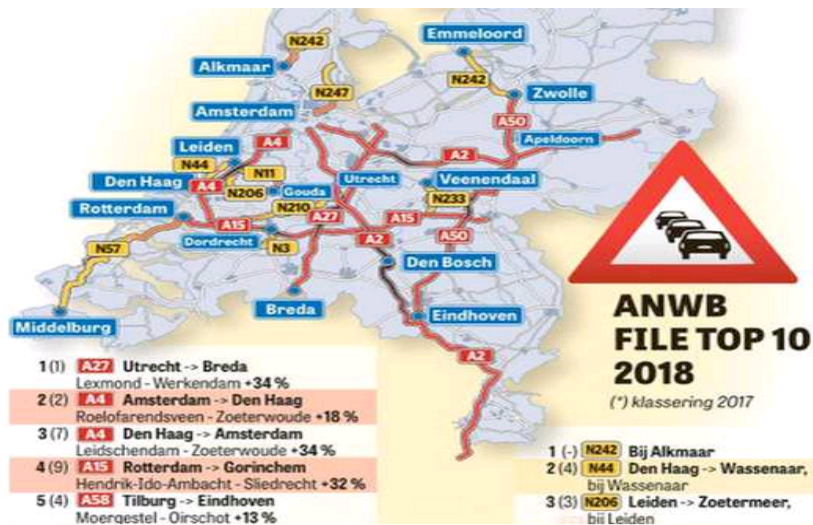 N242
Emmeloord
Alkmaar
N242
N247
Zwolle
Amsterdam
A50
Apeldoorn
Leiden
A4
A2
N44
N11
Utrecht
Den Haag
A4
Veenendaal
N206
Gouda
N233
Rotterdam
N210
A27
A15
A15
Dordrecht
A2
A50
N57
N3
Den Bosch
Breda
Eindhoven
Middelburg
A2
ANWB
FILE TOP 10
2018
(*) klassering 2017
1 (1) A27 Utrecht -> Breda
Lexmond - Werkendam +34 %
2 (2) A4 Amsterdam -> Den Haag
Roelofarendsveen - Zoeterwoude +18 %
3 (7) A4 Den Haag -> Amsterdam
Leidschendam - Zoeterwoude +34 %
4 (9) A15 Rotterdam -> Gorinchem
Hendrik-Ido-Ambacht - Sliedrecht +32 %
5 (4) A58 Tilburg -> Eindhoven
Moergestel - Oirschot +13 %
1 (-) N242 Bij Alkmaar
2 (4) N44 Den Haag -> Wassenaar,
bij Wassenaar
3 (3) N206 Leiden -> Zoetermeer,
bij Leiden